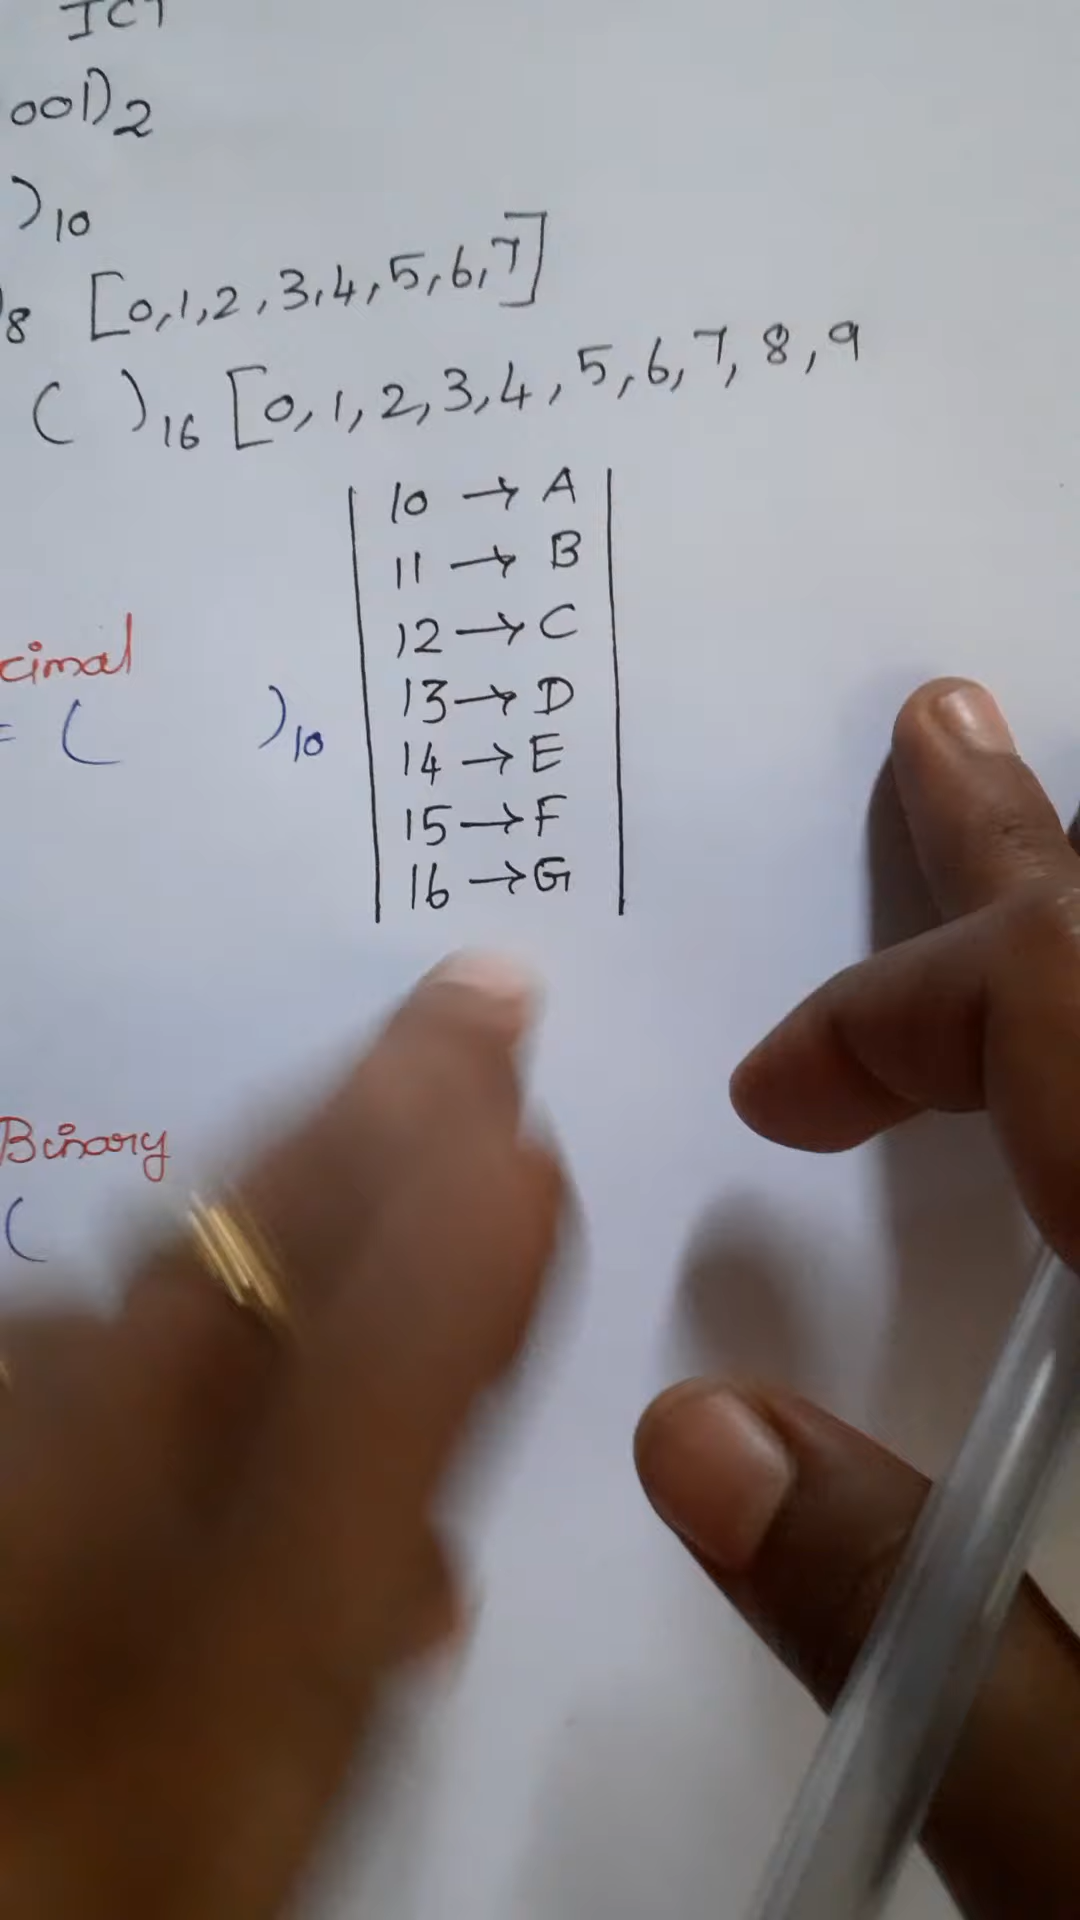 ICT
001)2
)10
)8 [0,1,2,3,4,5,6,7]
( )16 [0,1,2,3,4,5,6,7,8,9
10 → A
11 → B
12 → C
13 → D
14 → E
15 → F
16 → G
cimal
= ( )10
Binary
(